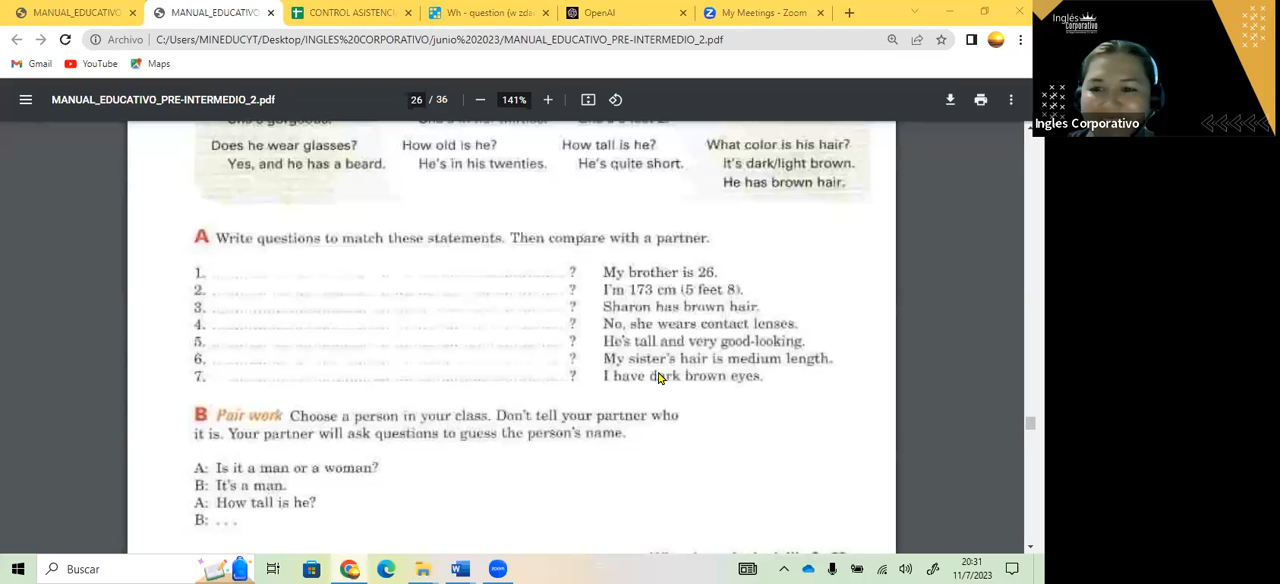 MANUAL_EDUCATIVO
MANUAL_EDUCATIVO
CONTROL ASISTENCI
Wh - question (w zda
OpenAI
My Meetings - Zoom
Archivo
C:/Users/MINEDUCYT/Desktop/INGLES%20CORPORATIVO/junio%202023/MANUAL_EDUCATIVO_PRE-INTERMEDIO_2.pdf
Gmail
YouTube
Maps
MANUAL_EDUCATIVO_PRE-INTERMEDIO_2.pdf
26 / 36
141%
Does he wear glasses?
Yes, and he has a beard.
How old is he?
He's in his twenties.
How tall is he?
He's quite short.
What color is his hair?
It's dark/light brown.
He has brown hair.
A Write questions to match these statements. Then compare with a partner.
1. ? My brother is 26.
2. ? I'm 173 cm (5 feet 8).
3. ? Sharon has brown hair.
4. ? No, she wears contact lenses.
5. ? He's tall and very good-looking.
6. ? My sister's hair is medium length.
7. ? I have dark brown eyes.
B Pair work Choose a person in your class. Don't tell your partner who
it is. Your partner will ask questions to guess the person's name.
A: Is it a man or a woman?
B: It's a man.
A: How tall is he?
B: . . .
Buscar
20:31
11/7/2023
Inglés
Corporativo
Ingles Corporativo